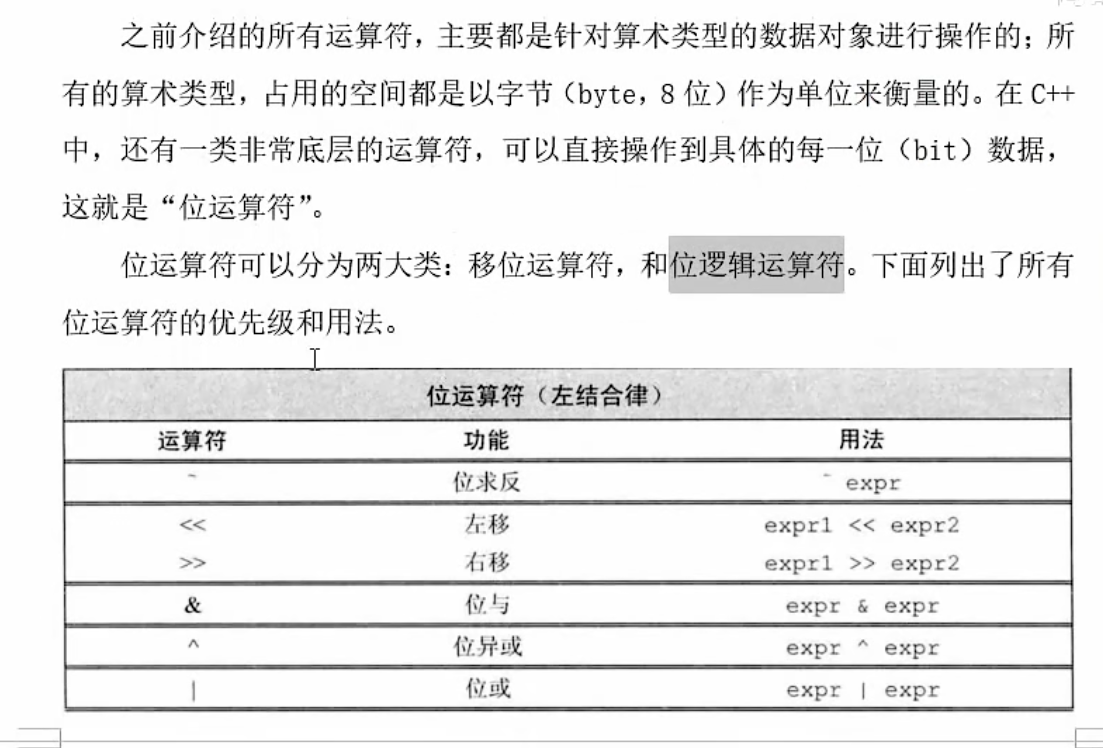 之前介绍的所有运算符，主要都是针对算术类型的数据对象进行操作的；所
有的算术类型，占用的空间都是以字节（byte，8 位）作为单位来衡量的。在 C++
中，还有一类非常底层的运算符，可以直接操作到具体的每一位（bit）数据，
这就是“位运算符”。
位运算符可以分为两大类：移位运算符，和位逻辑运算符。下面列出了所有
位运算符的优先级和用法。
位运算符（左结合律）
运算符 功能 用法
~ 位求反 ~ expr
<< 左移 expr1 << expr2
>> 右移 expr1 >> expr2
& 位与 expr & expr
^ 位异或 expr ^ expr
| 位或 expr | expr